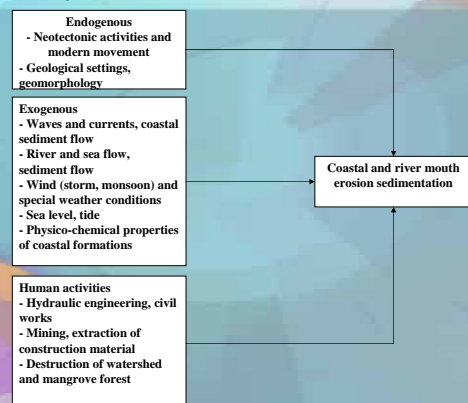 Endogenous
- Neotectonic activities and
modern movement
- Geological settings,
geomorphology
Exogenous
- Waves and currents, coastal
sediment flow
- River and sea flow,
sediment flow
- Wind (storm, monsoon) and
special weather conditions
- Sea level, tide
- Physico-chemical properties
of coastal formations
Coastal and river mouth
erosion sedimentation
Human activities
- Hydraulic engineering, civil
works
- Mining, extraction of
construction material
- Destruction of watershed
and mangrove forest